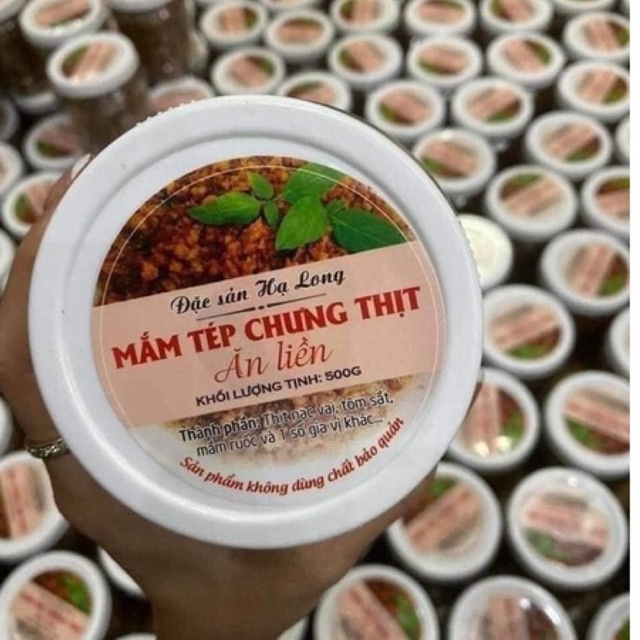 Đặc sản Hạ Long
MẮM TÉP CHƯNG THỊT
Ăn liền
KHỐI LƯỢNG TỊNH: 500G
Thành phần: Thịt nạc vai, tôm sắt,
mắm ruốc và 1 số gia vị khác...
Sản phẩm không dùng chất bảo quản